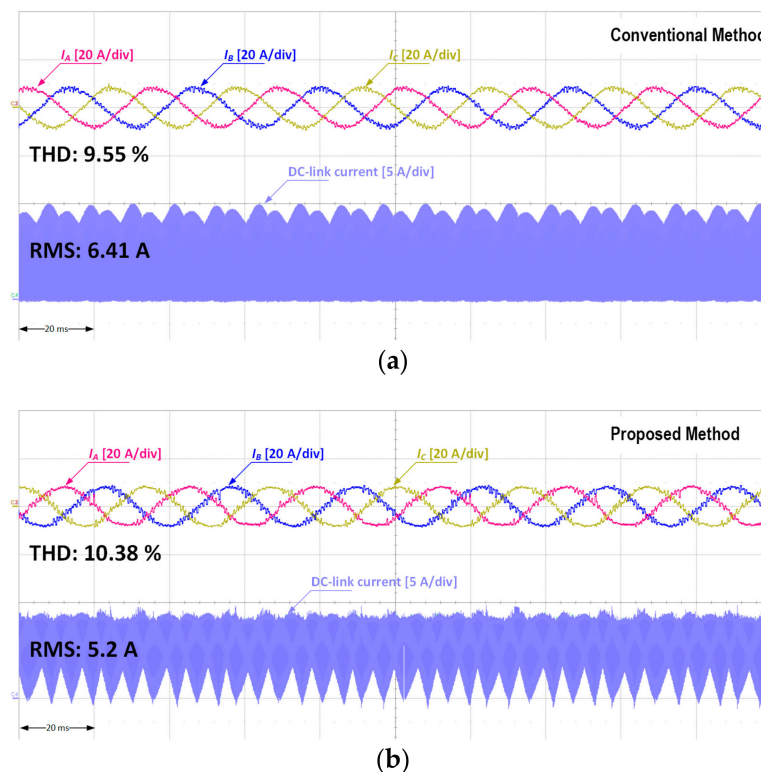 Conventional Method
I_A [20 A/div]
I_B [20 A/div]
I_C [20 A/div]
THD: 9.55 %
DC-link current [5 A/div]
RMS: 6.41 A
20 ms
(a)
Proposed Method
I_A [20 A/div]
I_B [20 A/div]
I_C [20 A/div]
THD: 10.38 %
DC-link current [5 A/div]
RMS: 5.2 A
20 ms
(b)